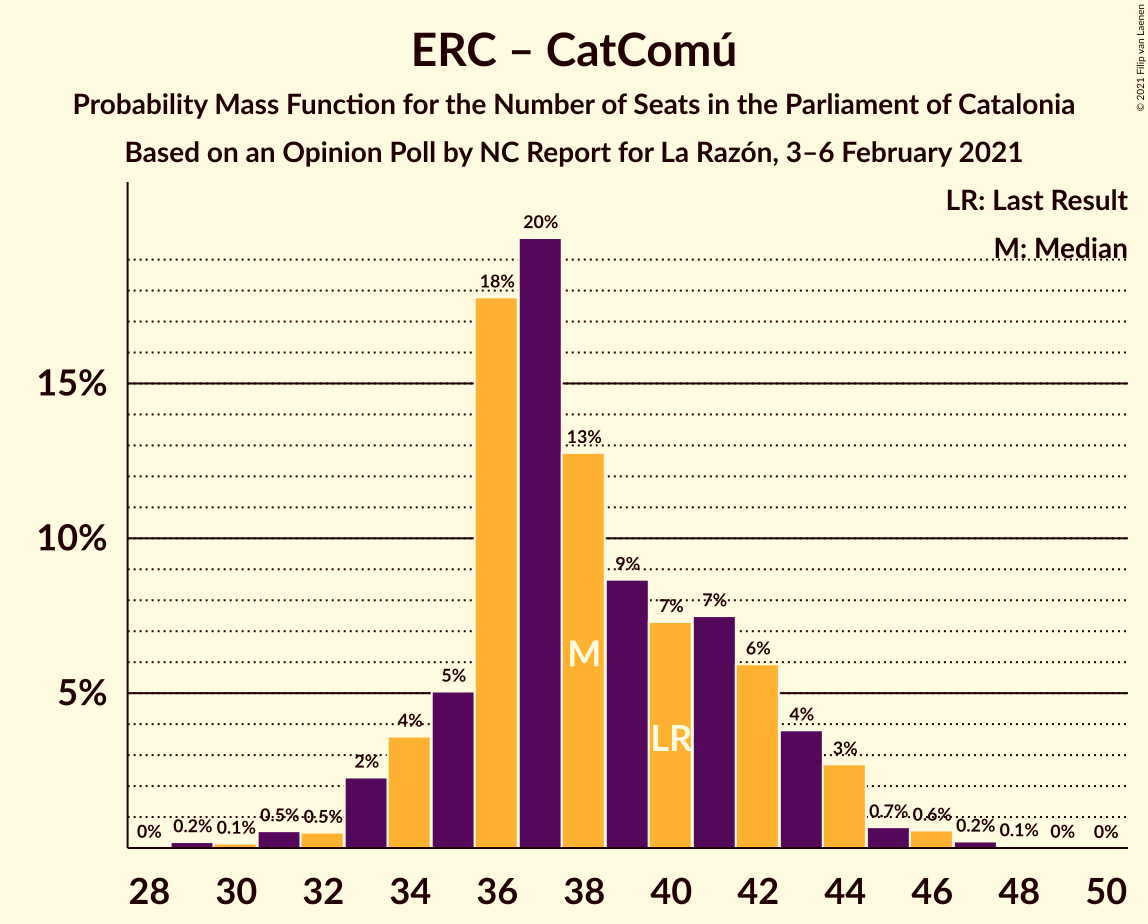 ERC – CatComú
Probability Mass Function for the Number of Seats in the Parliament of Catalonia
Based on an Opinion Poll by NC Report for La Razón, 3–6 February 2021
© 2021 Filip van Laenen
LR: Last Result
M: Median
15%
10%
5%
0%
0.2%
0.1%
0.5%
0.5%
2%
4%
5%
18%
20%
13%
9%
7%
7%
6%
4%
3%
0.7%
0.6%
0.2%
0.1%
0%
0%
M
LR
28 30 32 34 36 38 40 42 44 46 48 50